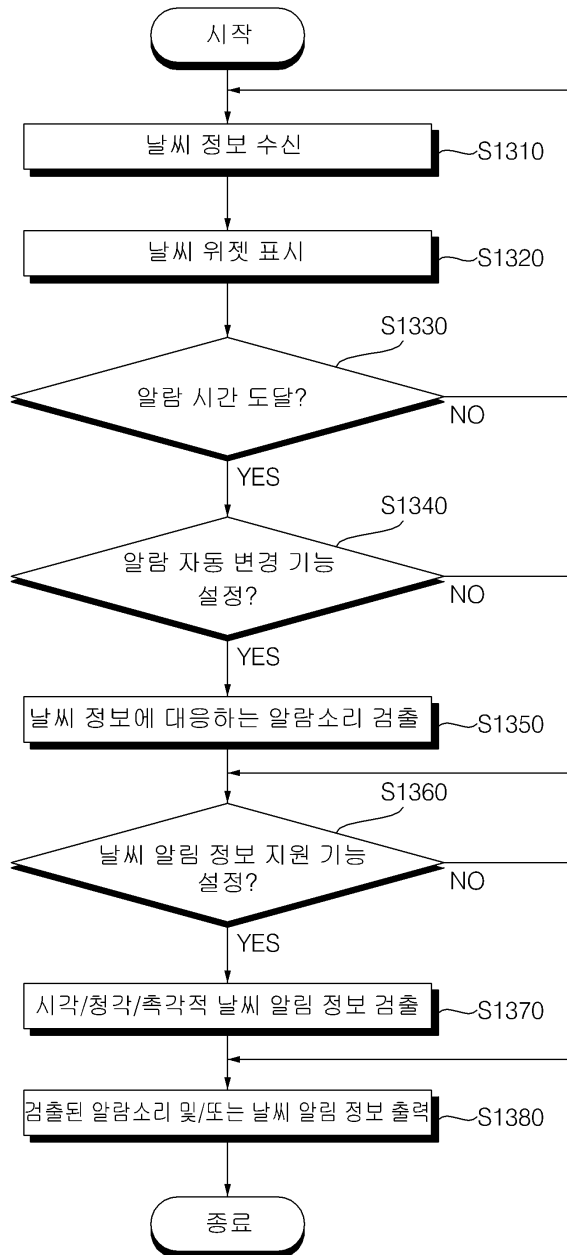 시작
날씨 정보 수신
S1310
날씨 위젯 표시
S1320
S1330
알람 시간 도달?
NO
YES
S1340
알람 자동 변경 기능
설정?
NO
YES
날씨 정보에 대응하는 알람소리 검출
S1350
S1360
날씨 알림 정보 지원 기능
설정?
NO
YES
시각/청각/촉각적 날씨 알림 정보 검출
S1370
검출된 알람소리 및/또는 날씨 알림 정보 출력
S1380
종료